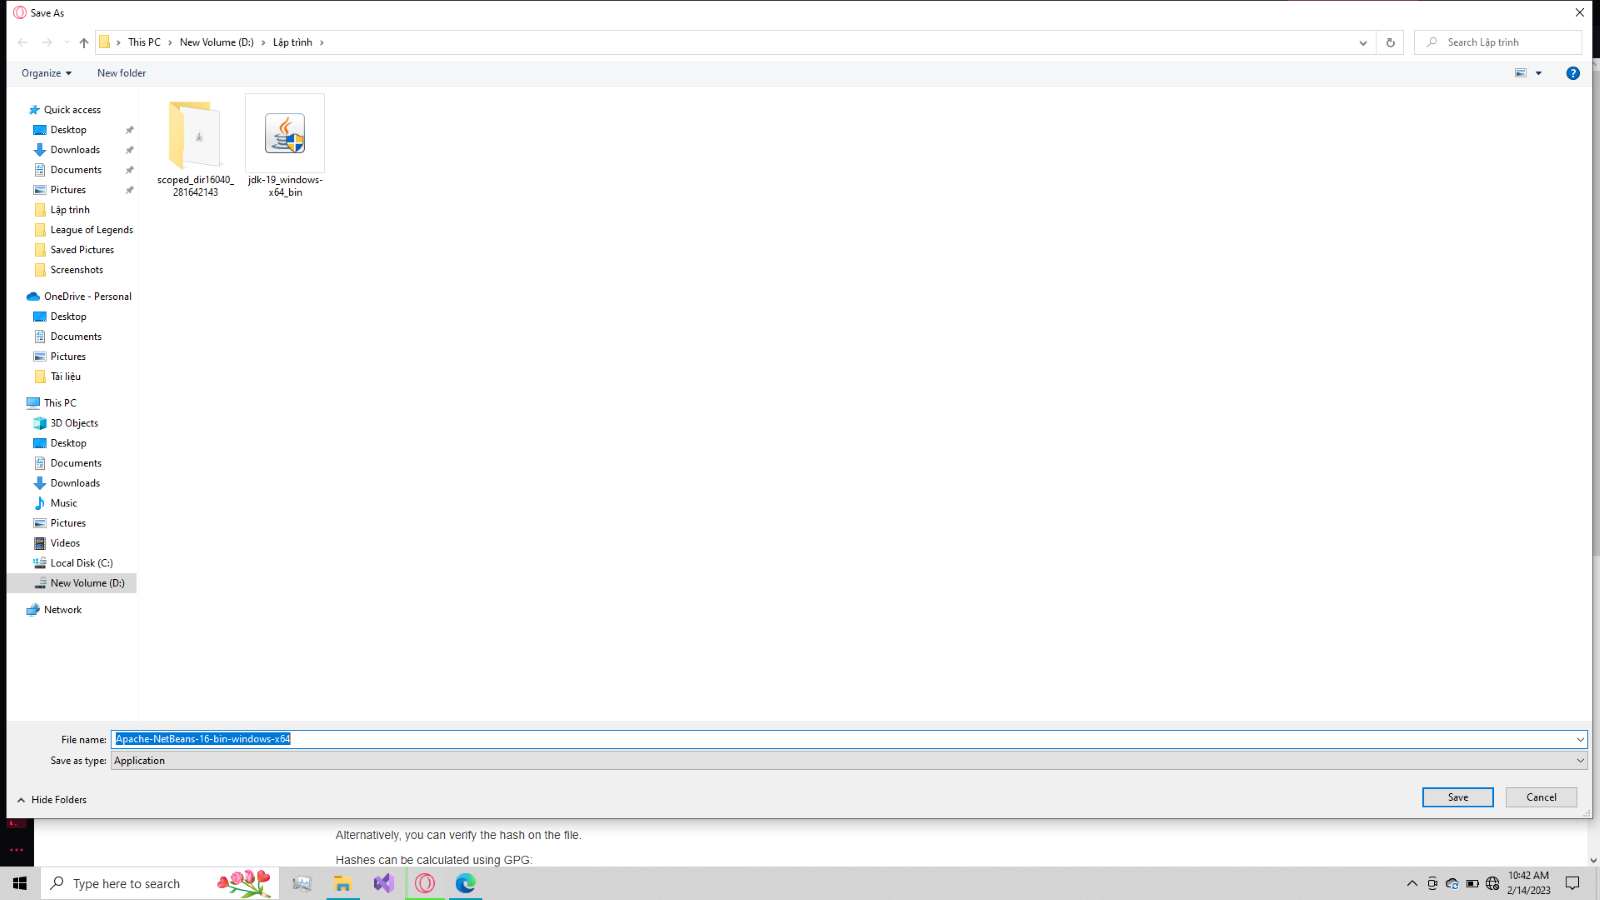 Save As
This PC
New Volume (D:)
Lập trình
Search Lập trình
Organize
New folder
Quick access
Desktop
Downloads
Documents
Pictures
Lập trình
League of Legends
Saved Pictures
Screenshots
OneDrive - Personal
Desktop
Documents
Pictures
Tài liệu
This PC
3D Objects
Desktop
Documents
Downloads
Music
Pictures
Videos
Local Disk (C:)
New Volume (D:)
Network
scoped_dir16040_
281642143
jdk-19_windows-
x64_bin
File name:
Apache-NetBeans-16-bin-windows-x64
Save as type:
Application
Hide Folders
Save
Cancel
Alternatively, you can verify the hash on the file.
Hashes can be calculated using GPG:
Type here to search
10:42 AM
2/14/2023